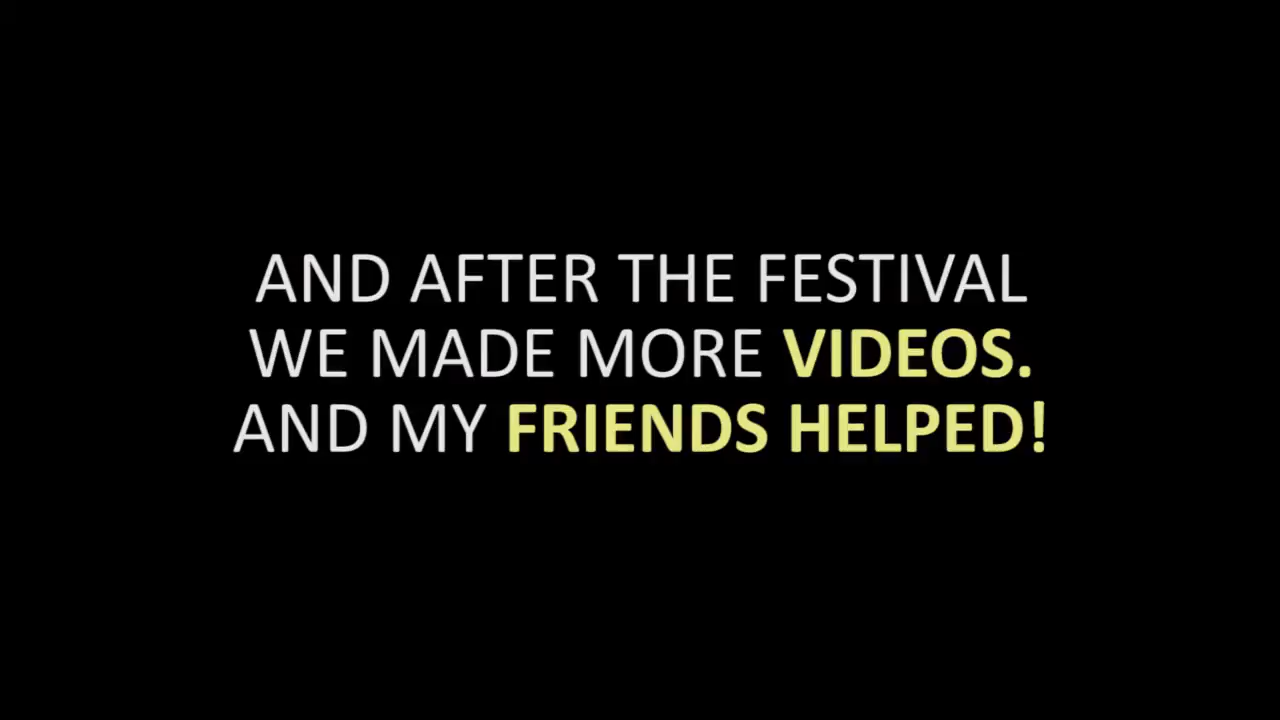 AND AFTER THE FESTIVAL
WE MADE MORE VIDEOS.
AND MY FRIENDS HELPED!